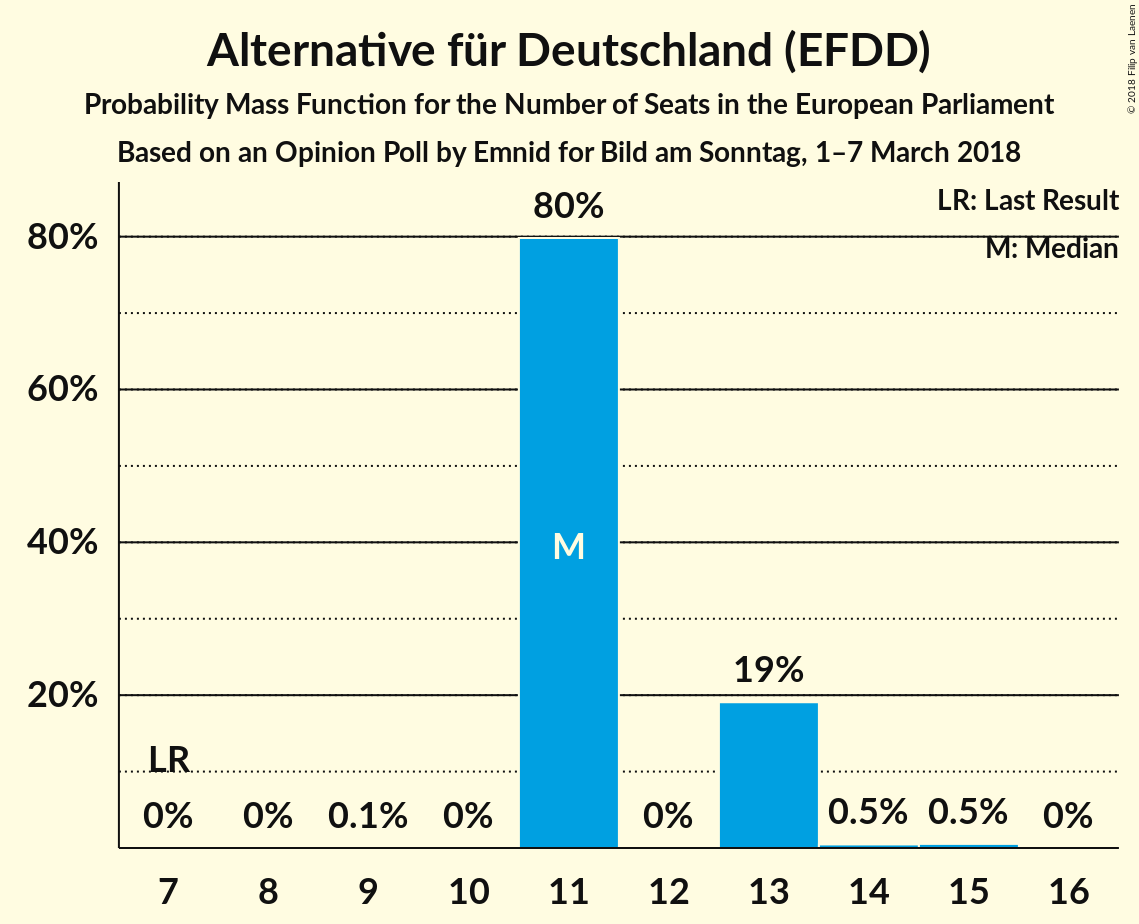 Alternative für Deutschland (EFDD)
Probability Mass Function for the Number of Seats in the European Parliament
Based on an Opinion Poll by Emnid for Bild am Sonntag, 1–7 March 2018
© 2018 Filip van Laenen
LR: Last Result
M: Median
80%
60%
40%
20%
80%
M
19%
LR
0% 0% 0.1% 0% 0% 0.5% 0.5% 0%
7 8 9 10 11 12 13 14 15 16